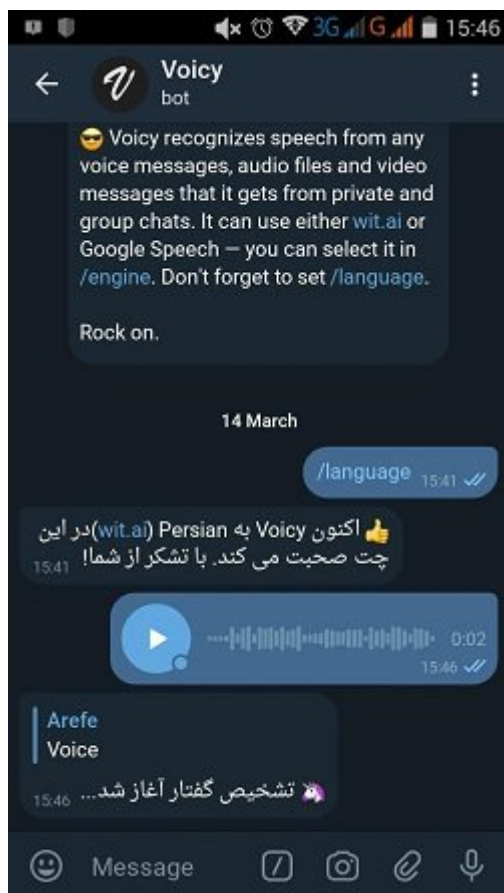 3G G 15:46
Voicy
bot
😎 Voicy recognizes speech from any
voice messages, audio files and video
messages that it gets from private and
group chats. It can use either wit.ai or
Google Speech — you can select it in
/engine. Don't forget to set /language.
Rock on.
14 March
/language 15:41
👍 اکنون Voicy به Persian (wit.ai)در این
چت صحبت می کند. با تشکر از شما!
15:41
0:02
15:46
Arefe
Voice
🦄 تشخیص گفتار آغاز شد... 15:46
Message